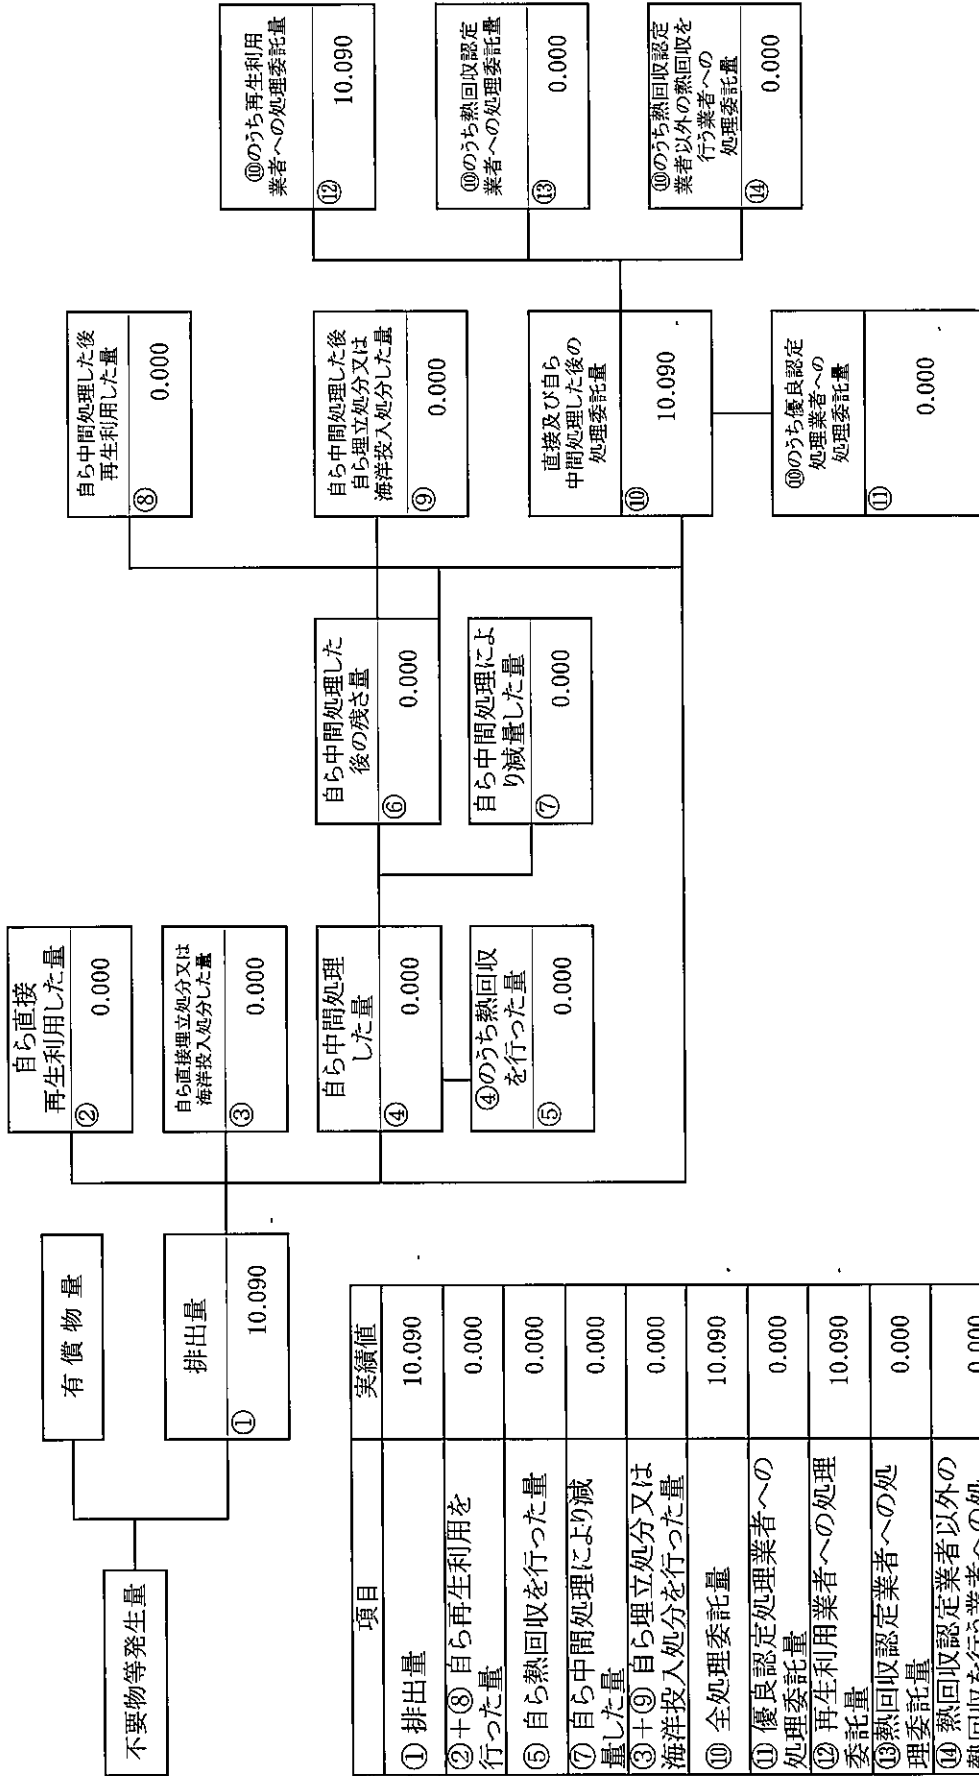 不要物等発生量
有償物量
排出量
① 10.090
自ら直接
再生利用した量
② 0.000
自ら直接埋立処分又は
海洋投入処分した量
③ 0.000
自ら中間処理
した量
④ 0.000
④のうち熱回収
を行った量
⑤ 0.000
自ら中間処理した
後の残さ量
⑥ 0.000
自ら中間処理によ
り減量した量
⑦ 0.000
自ら中間処理した後
再生利用した量
⑧ 0.000
自ら中間処理した後
自ら埋立処分又は
海洋投入処分した量
⑨ 0.000
直接及び自ら
中間処理した後の
処理委託量
⑩ 10.090
⑩のうち優良認定
処理業者への
処理委託量
⑪ 0.000
⑩のうち再生利用
業者への処理委託量
⑫ 10.090
⑩のうち熱回収認定
業者への処理委託量
⑬ 0.000
⑩のうち熱回収認定
業者以外の熱回収を
行う業者への
処理委託量
⑭ 0.000
項目 実績値
①排出量 10.090
②+⑧ 自ら再生利用を
行った量 0.000
⑤ 自ら熱回収を行った量 0.000
⑦ 自ら中間処理により減
量した量 0.000
③+⑨ 自ら埋立処分又は
海洋投入処分を行った量 0.000
⑩ 全処理委託量 10.090
⑪ 優良認定処理業者への
処理委託量 0.000
⑫ 再生利用業者への処理
委託量 10.090
⑬熱回収認定業者への処
理委託量 0.000
⑭ 熱回収認定業者以外の
熱回収を行う業者への処 0.000